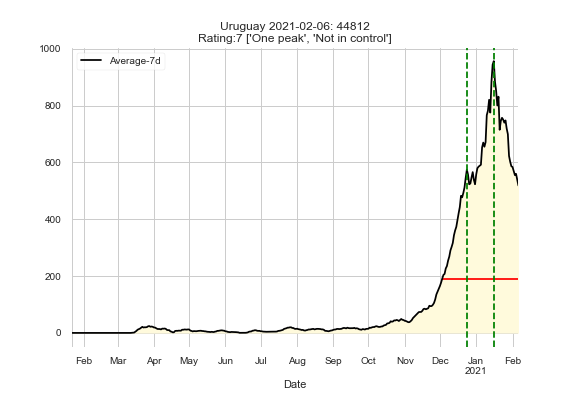 Uruguay 2021-02-06: 44812
Rating:7 ['One peak', 'Not in control']
Average-7d
1000
800
600
400
200
0
Feb Mar Apr May Jun Jul Aug Sep Oct Nov Dec Jan Feb
2021
Date